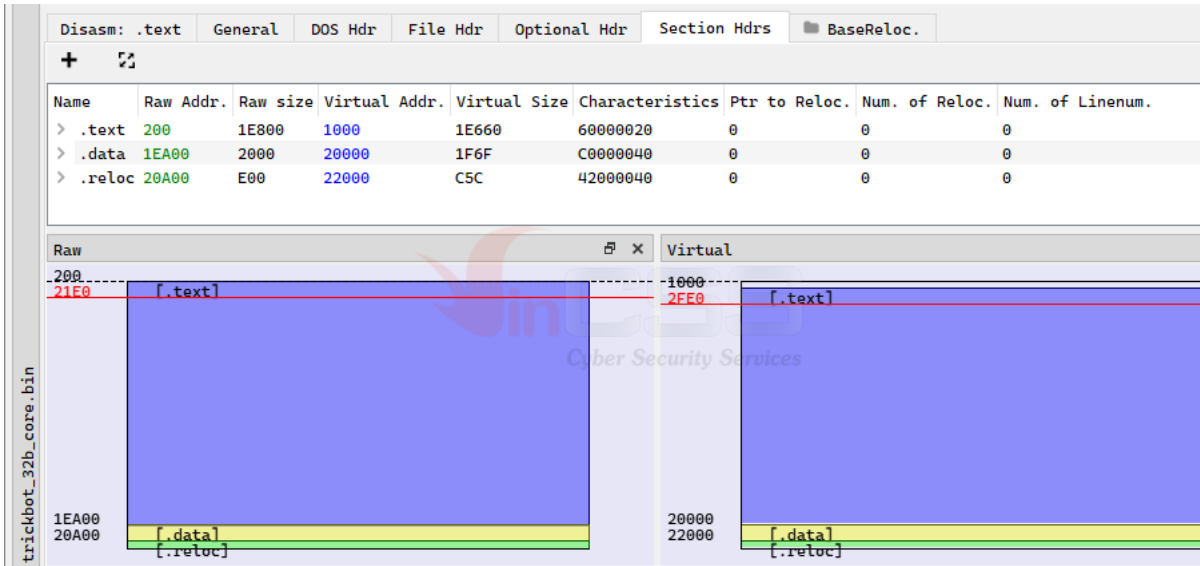 Disasm: .text General DOS Hdr File Hdr Optional Hdr Section Hdrs BaseReloc.
Name Raw Addr. Raw size Virtual Addr. Virtual Size Characteristics Ptr to Reloc. Num. of Reloc. Num. of Linenum.
.text 200 1E800 1000 1E660 60000020 0 0 0
.data 1EA00 2000 20000 1F6F C0000040 0 0 0
.reloc 20A00 E00 22000 C5C 42000040 0 0 0
Raw
200
21E0
[.text]
1EA00
20A00
[.data]
[.reloc]
Virtual
1000
2FE0
[.text]
20000
22000
[.data]
[.reloc]
trickbot_32b_core.bin
VinCSS
Cyber Security Services